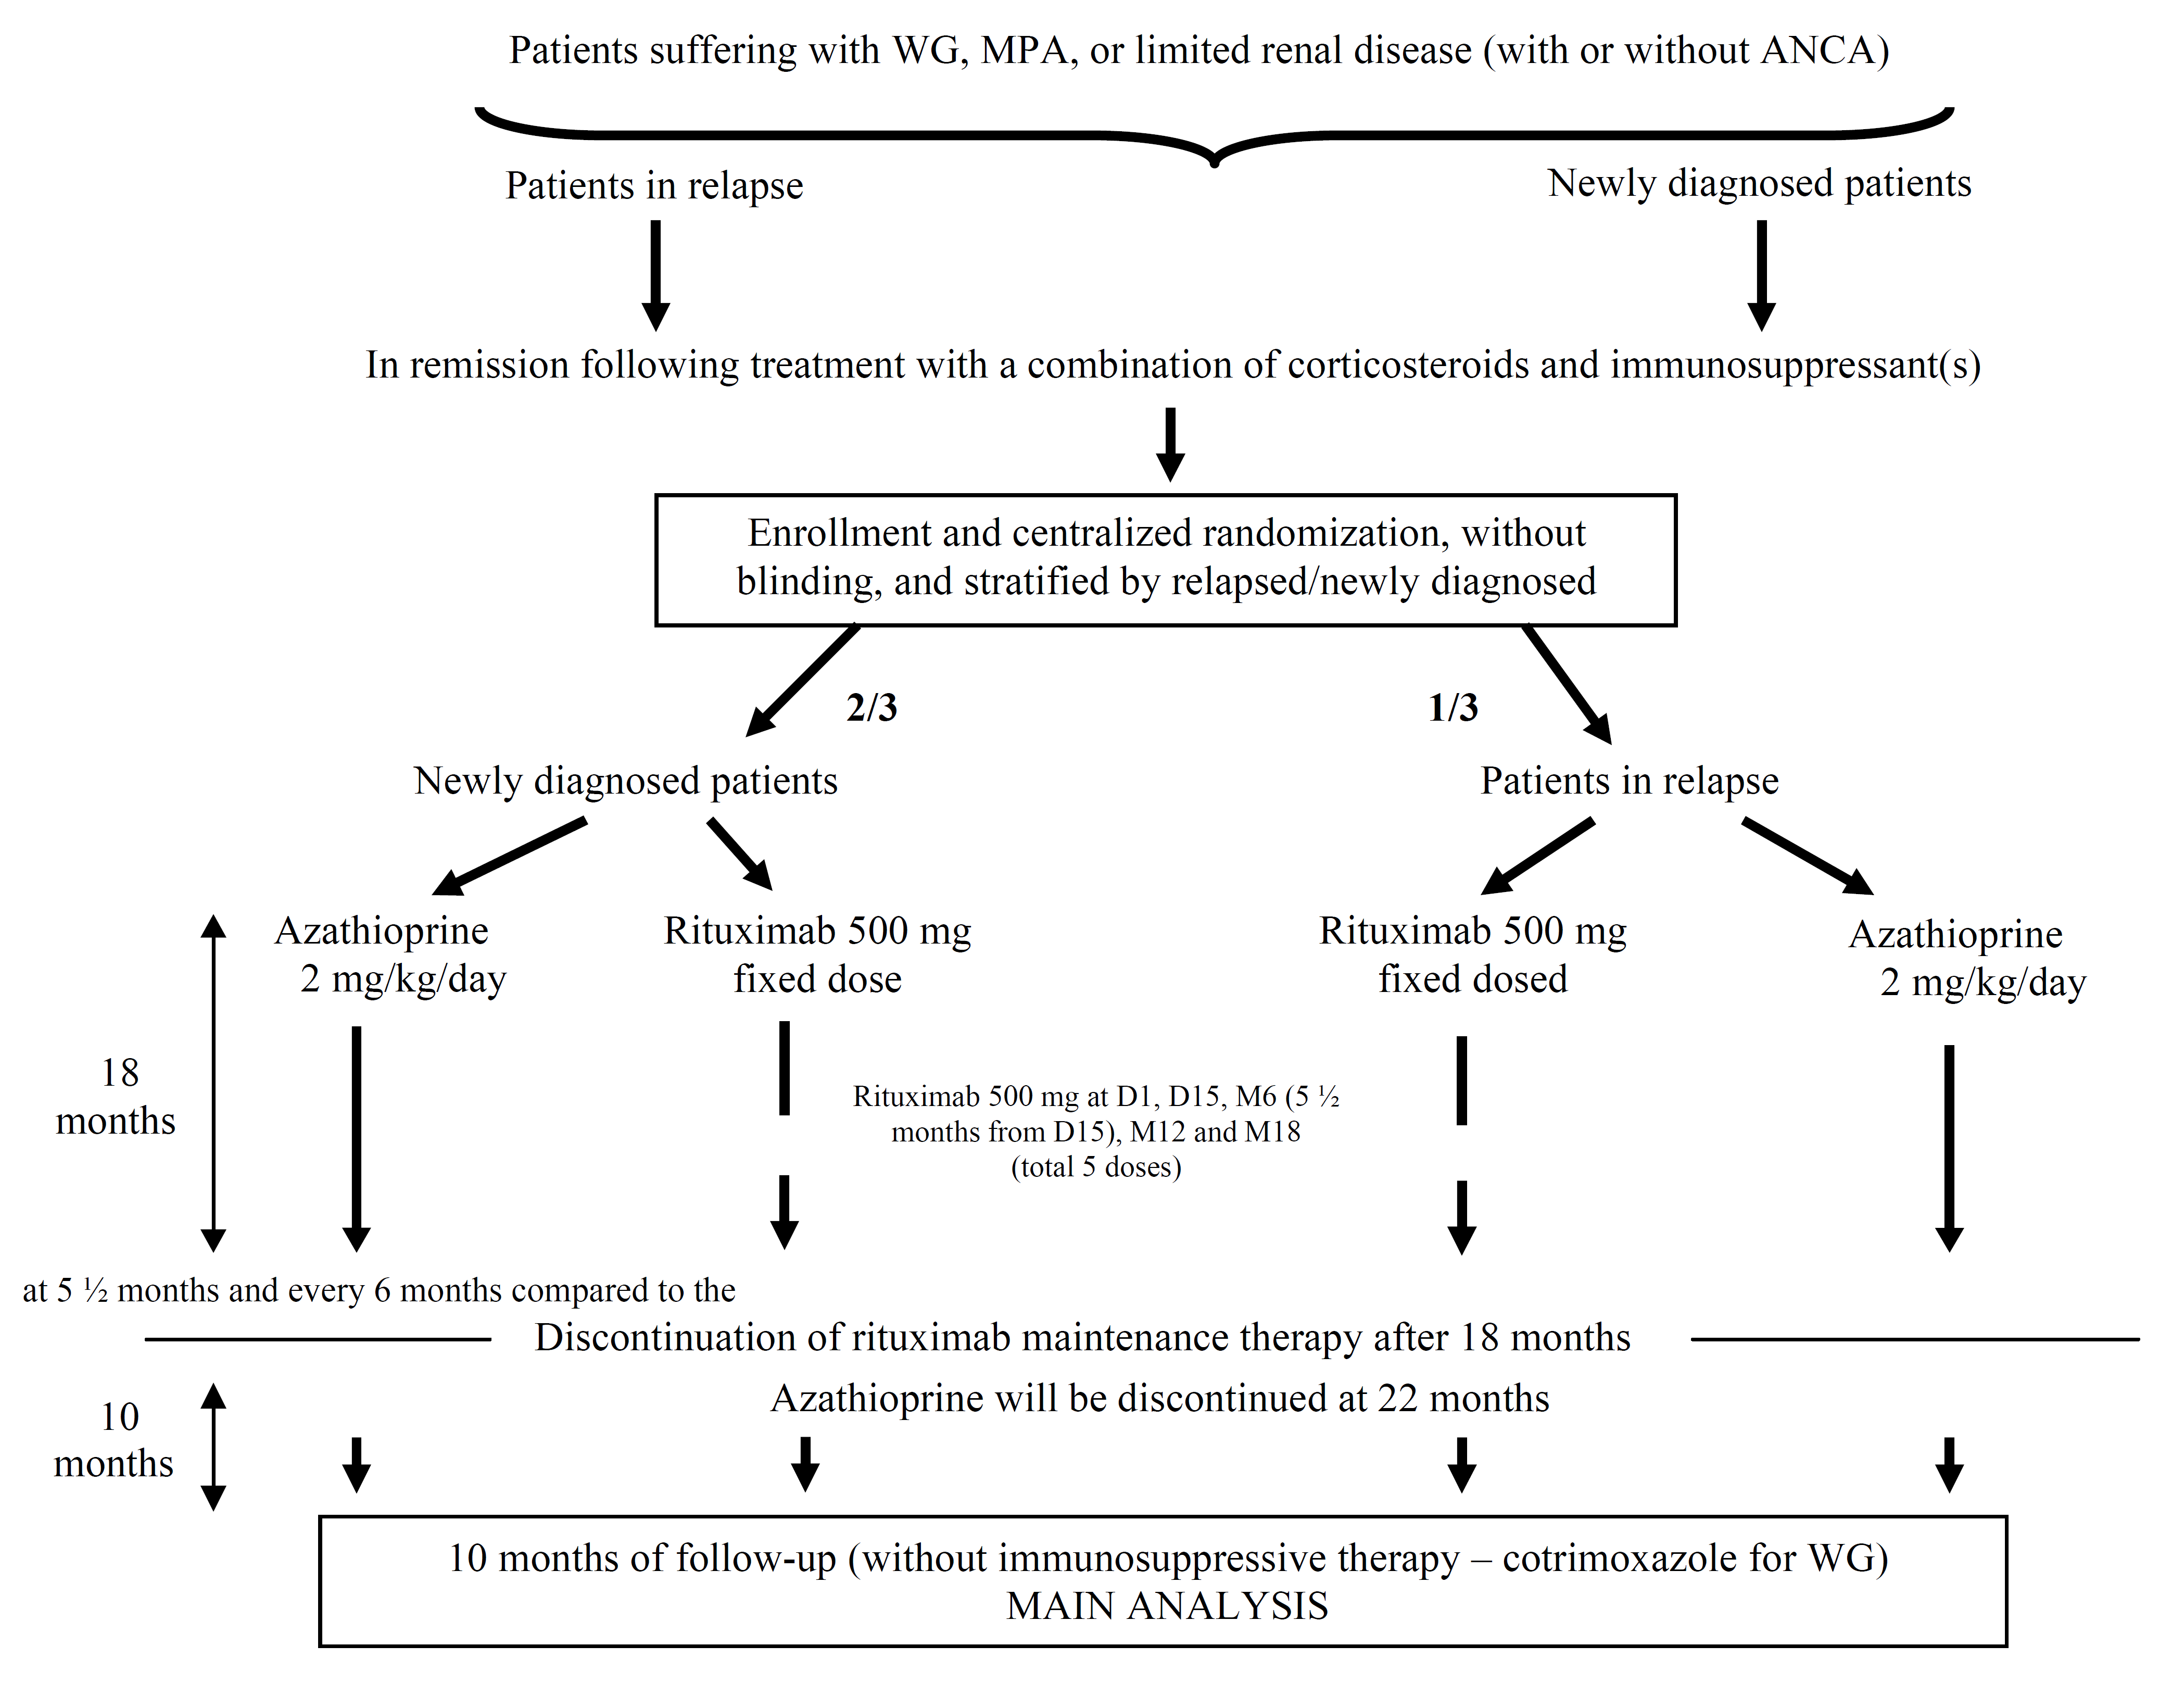 Patients suffering with WG, MPA, or limited renal disease (with or without ANCA)
Patients in relapse
Newly diagnosed patients
In remission following treatment with a combination of corticosteroids and immunosuppressant(s)
Enrollment and centralized randomization, without
blinding, and stratified by relapsed/newly diagnosed
2/3
1/3
Newly diagnosed patients
Patients in relapse
Azathioprine
2 mg/kg/day
Rituximab 500 mg
fixed dose
Rituximab 500 mg
fixed dosed
Azathioprine
2 mg/kg/day
18
months
Rituximab 500 mg at D1, D15, M6 (5 ½
months from D15), M12 and M18
(total 5 doses)
at 5 ½ months and every 6 months compared to the
Discontinuation of rituximab maintenance therapy after 18 months
Azathioprine will be discontinued at 22 months
10
months
10 months of follow-up (without immunosuppressive therapy – cotrimoxazole for WG)
MAIN ANALYSIS